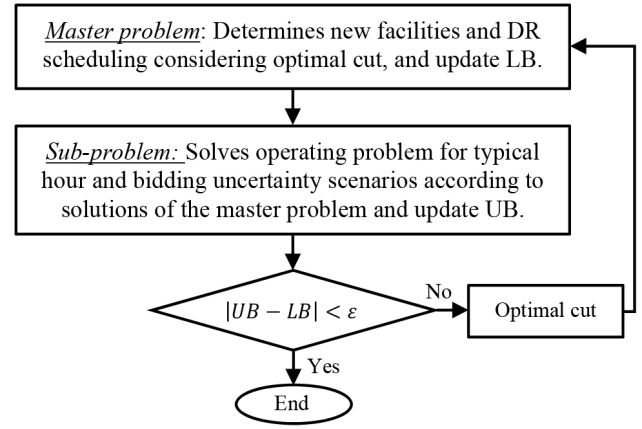 Master problem: Determines new facilities and DR
scheduling considering optimal cut, and update LB.
Sub-problem: Solves operating problem for typical
hour and bidding uncertainty scenarios according to
solutions of the master problem and update UB.
|UB − LB| < ε
No
Optimal cut
Yes
End